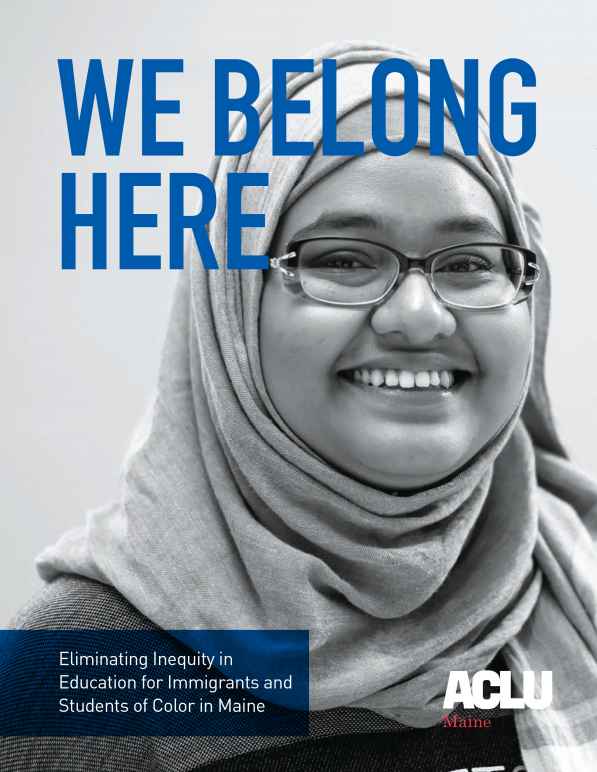 WE BELONG
HERE
Eliminating Inequity in
Education for Immigrants and
Students of Color in Maine
ACLU
Maine